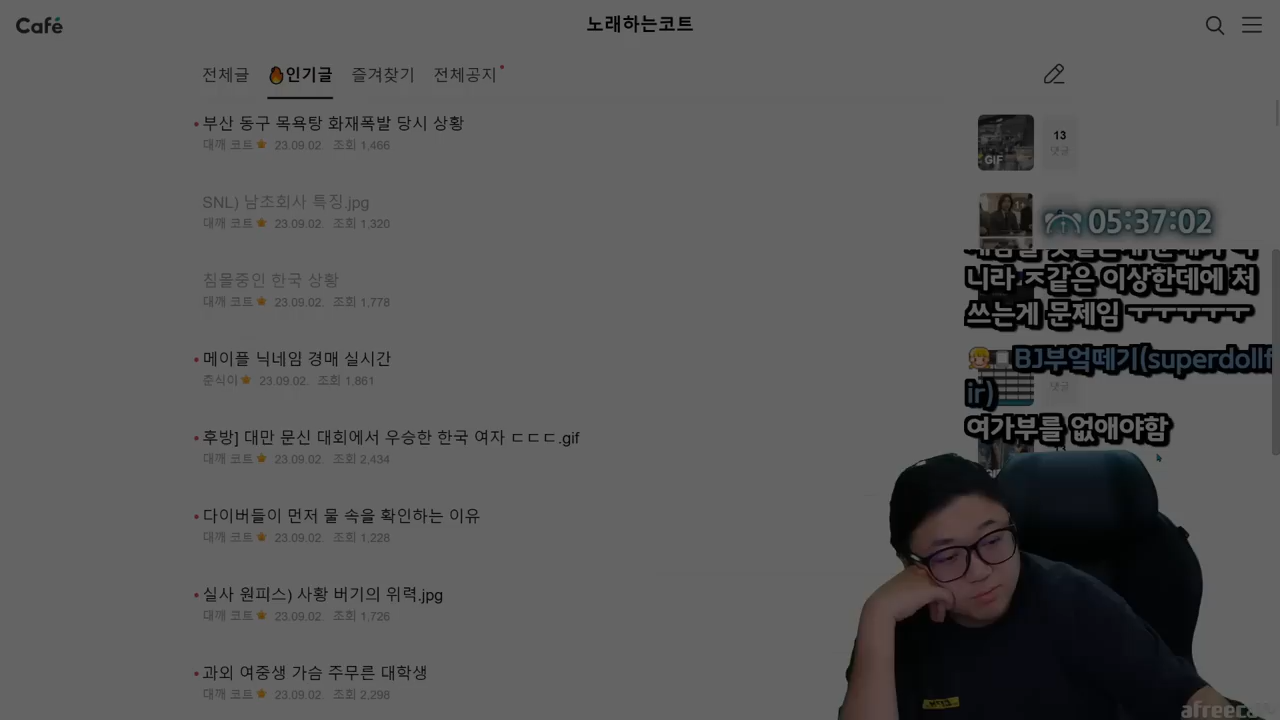 Café
노래하는코트
전체글
🔥인기글
즐겨찾기
전체공지
부산 동구 목욕탕 화재폭발 당시 상황
대깨 코트 23.09.02. 조회 1,466
GIF
13
댓글
SNL) 남초회사 특징.jpg
대깨 코트 23.09.02. 조회 1,320
05:37:02
침몰중인 한국 상황
대깨 코트 23.09.02. 조회 1,778
니라 ㅈ같은 이상한데에 처
쓰는게 문제임 ㅜㅜㅜㅜㅜ
메이플 닉네임 경매 실시간
준식이 23.09.02. 조회 1,861
BJ부엌떼기(superdollf
ir)
댓글
여가부를 없애야함
후방] 대만 문신 대회에서 우승한 한국 여자 ㄷㄷㄷ.gif
대깨 코트 23.09.02. 조회 2,434
다이버들이 먼저 물 속을 확인하는 이유
대깨 코트 23.09.02. 조회 1,228
실사 원피스) 사황 버기의 위력.jpg
대깨 코트 23.09.02. 조회 1,726
과외 여중생 가슴 주무른 대학생
대깨 코트 23.09.02. 조회 2,298